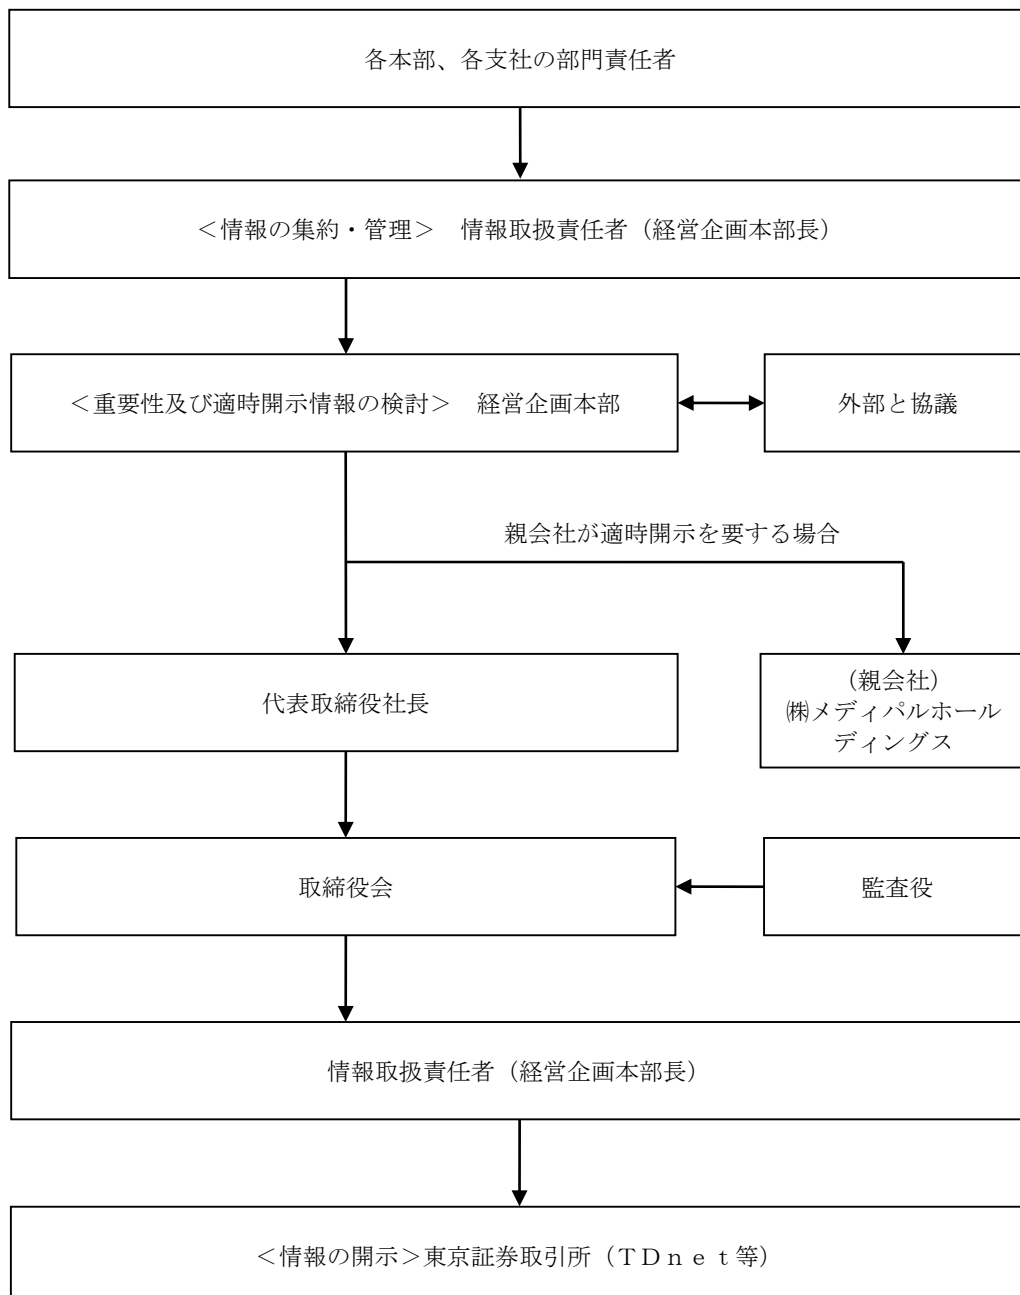 各本部、各支社の部門責任者
＜情報の集約・管理＞　情報取扱責任者（経営企画本部長）
＜重要性及び適時開示情報の検討＞　経営企画本部
外部と協議
親会社が適時開示を要する場合
代表取締役社長
（親会社）
㈱メディパルホール
ディングス
取締役会
監査役
情報取扱責任者（経営企画本部長）
＜情報の開示＞東京証券取引所（ＴＤｎｅｔ等）